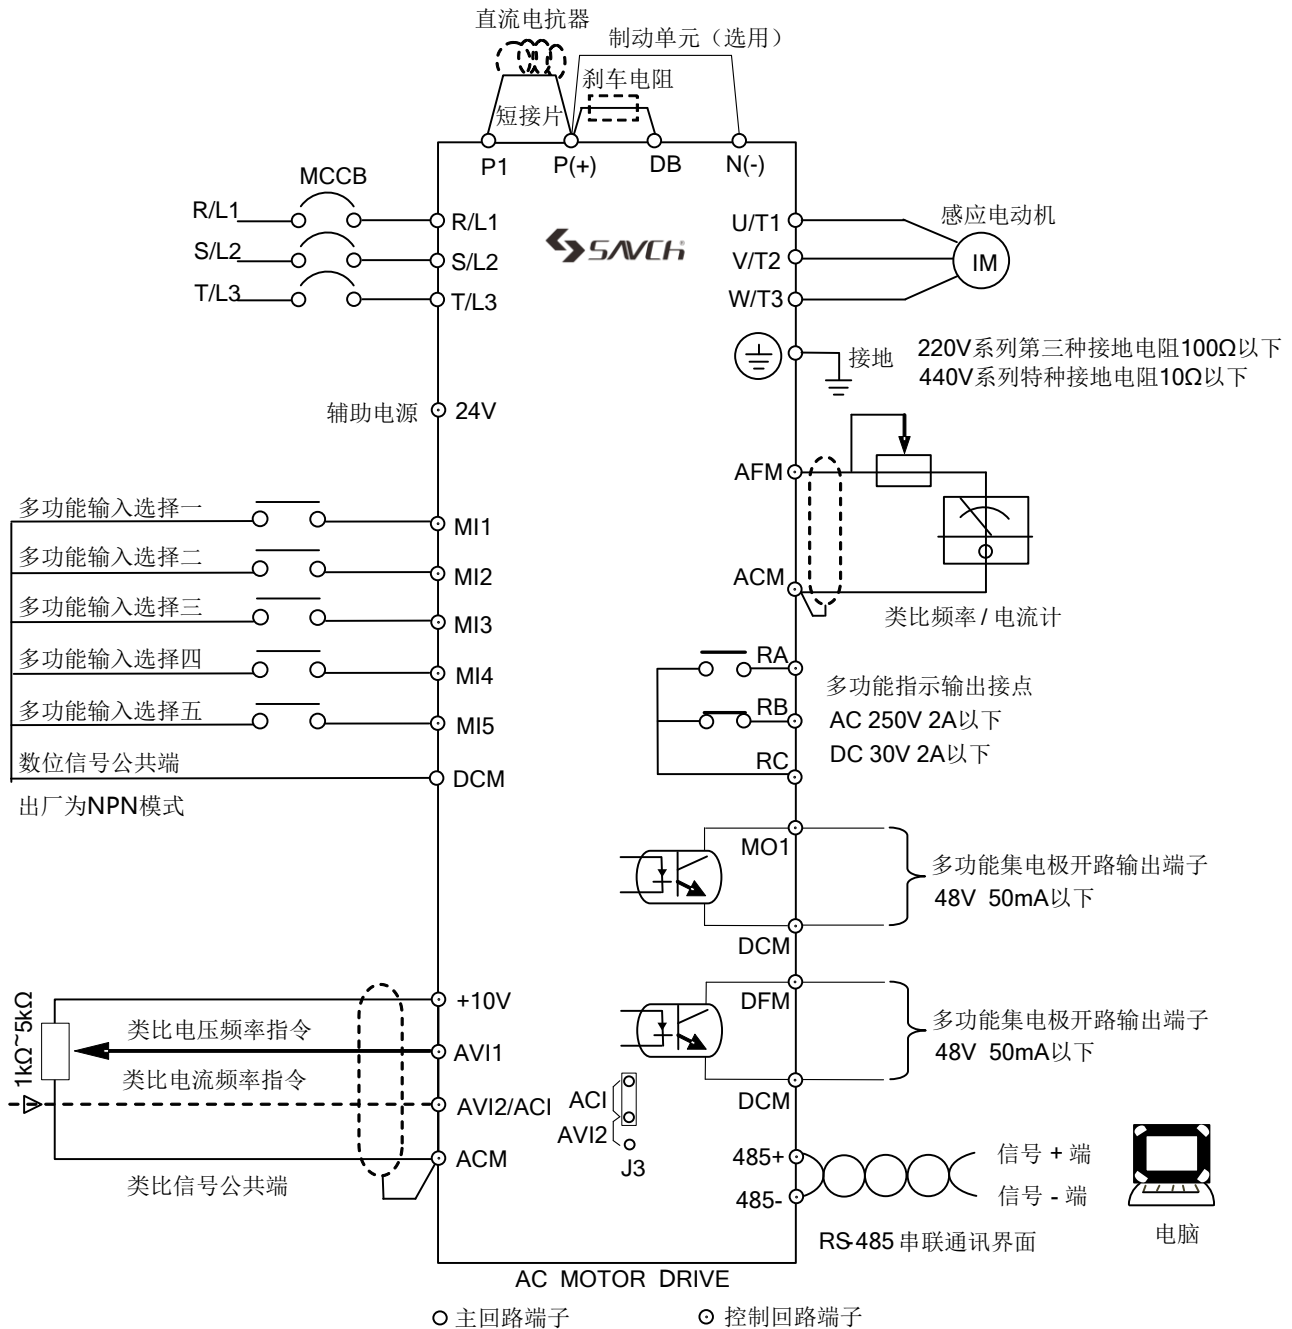 直流电抗器
制动单元（选用）
刹车电阻
短接片
P1
P(+)
DB
N(-)
MCCB
R/L1
R/L1
S/L2
S/L2
T/L3
T/L3
SAVCH
U/T1
V/T2
W/T3
感应电动机
IM
接地
220V系列第三种接地电阻100Ω以下
440V系列特种接地电阻10Ω以下
辅助电源
24V
AFM
ACM
类比频率 / 电流计
多功能输入选择一
MI1
多功能输入选择二
MI2
多功能输入选择三
MI3
多功能输入选择四
MI4
多功能输入选择五
MI5
数位信号公共端
DCM
出厂为NPN模式
RA
RB
RC
多功能指示输出接点
AC 250V 2A以下
DC 30V 2A以下
MO1
DCM
多功能集电极开路输出端子
48V 50mA以下
DFM
DCM
多功能集电极开路输出端子
48V 50mA以下
1kΩ~5kΩ
+10V
类比电压频率指令
AVI1
类比电流频率指令
AVI2/ACI
ACM
类比信号公共端
ACI
AVI2
J3
485+
485-
信号 + 端
信号 - 端
RS-485 串联通讯界面
电脑
AC MOTOR DRIVE
主回路端子
控制回路端子